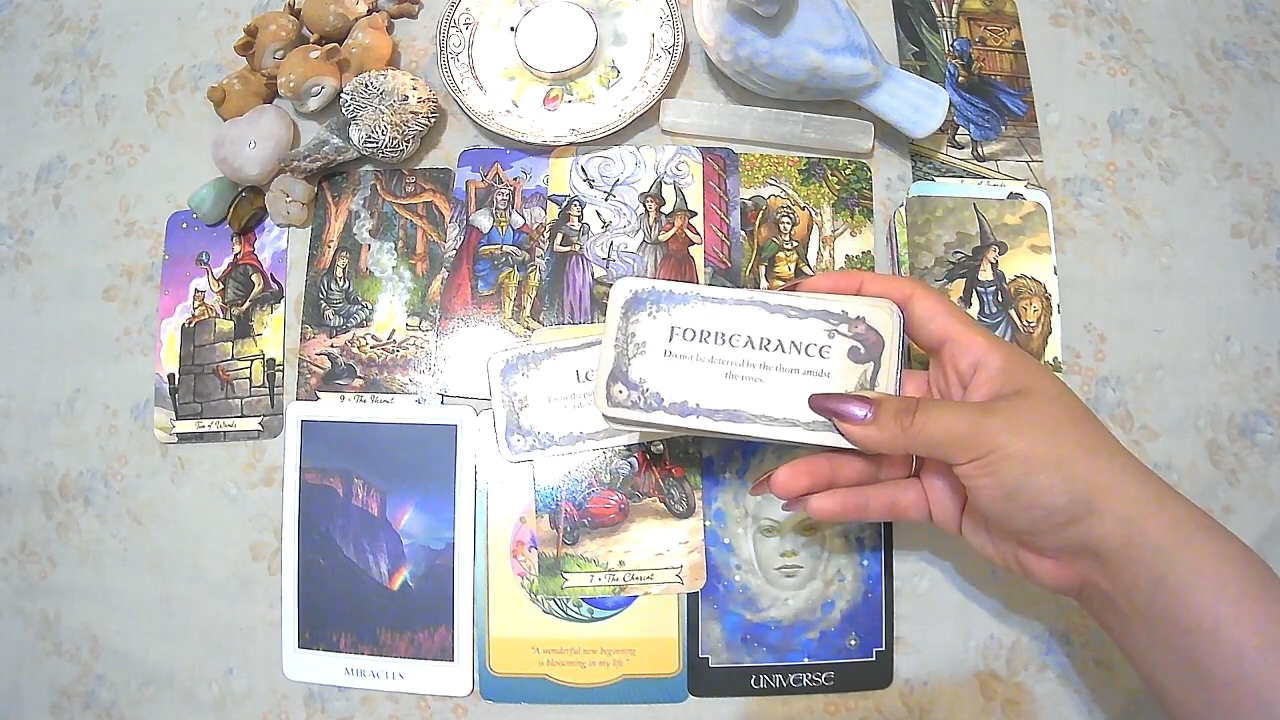 FORBEARANCE
Do not be deterred by the thorn amidst
the roses.
Two of Wands
9 • The Hermit
7 • The Chariot
"A wonderful new beginning
is blossoming in my life."
MIRACLES
UNIVERSE